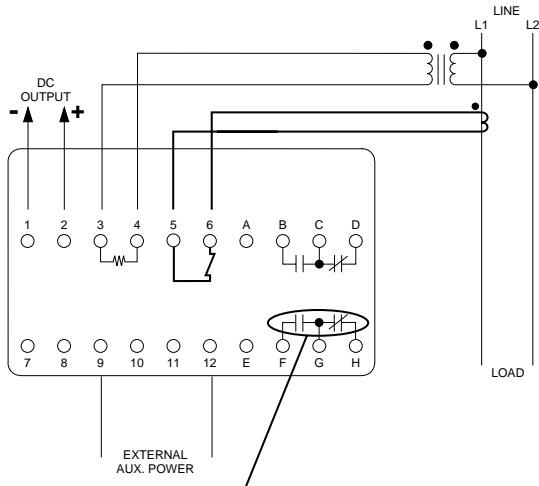 LINE
L1 L2
DC
OUTPUT
- +
1 2 3 4 5 6 A B C D
7 8 9 10 11 12 E F G H
LOAD
EXTERNAL
AUX. POWER